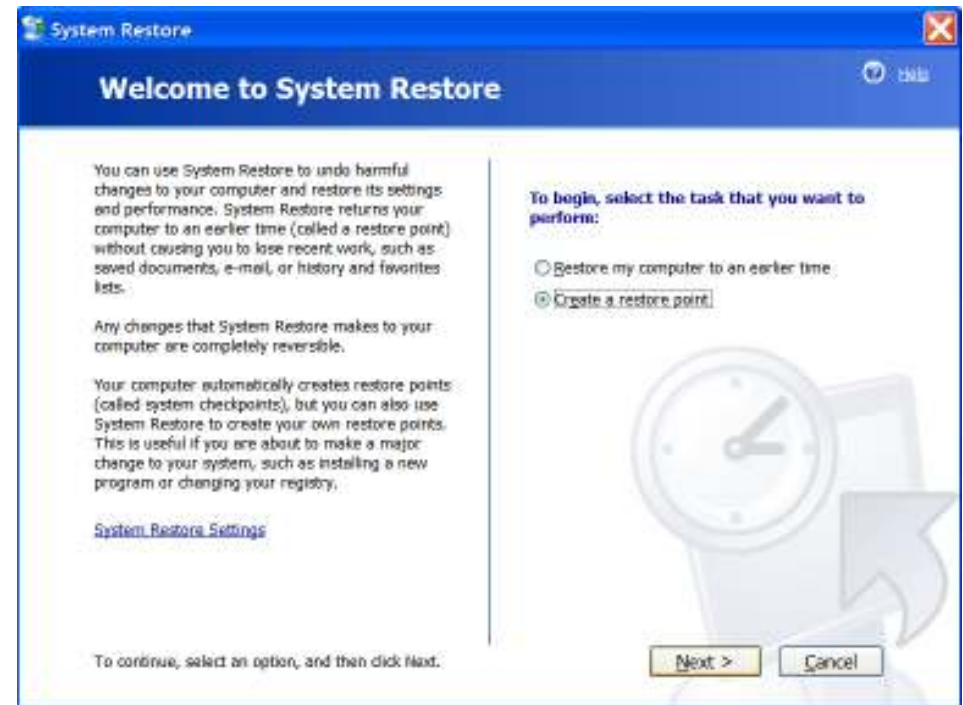 System Restore
Welcome to System Restore
Help
You can use System Restore to undo harmful
changes to your computer and restore its settings
and performance. System Restore returns your
computer to an earlier time (called a restore point)
without causing you to lose recent work, such as
saved documents, e-mail, or history and favorites
lists.
Any changes that System Restore makes to your
computer are completely reversible.
Your computer automatically creates restore points
(called system checkpoints), but you can also use
System Restore to create your own restore points.
This is useful if you are about to make a major
change to your system, such as installing a new
program or changing your registry.
System Restore Settings
To continue, select an option, and then click Next.
To begin, select the task that you want to
perform:
Restore my computer to an earlier time
Create a restore point
Next >
Cancel